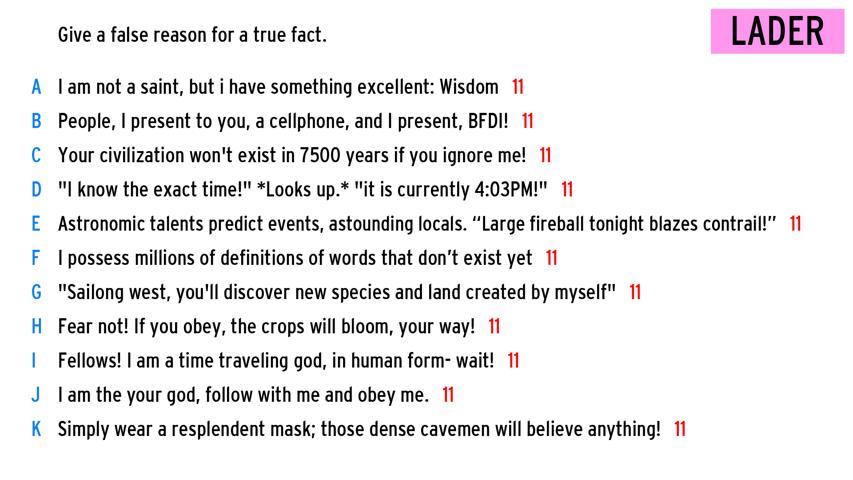 Give a false reason for a true fact.
LADER
A I am not a saint, but i have something excellent: Wisdom 11
B People, I present to you, a cellphone, and I present, BFDI! 11
C Your civilization won't exist in 7500 years if you ignore me! 11
D "I know the exact time!" *Looks up.* "it is currently 4:03PM!" 11
E Astronomic talents predict events, astounding locals. “Large fireball tonight blazes contrail!” 11
F I possess millions of definitions of words that don’t exist yet 11
G "Sailong west, you'll discover new species and land created by myself" 11
H Fear not! If you obey, the crops will bloom, your way! 11
I Fellows! I am a time traveling god, in human form- wait! 11
J I am the your god, follow with me and obey me. 11
K Simply wear a resplendent mask; those dense cavemen will believe anything! 11